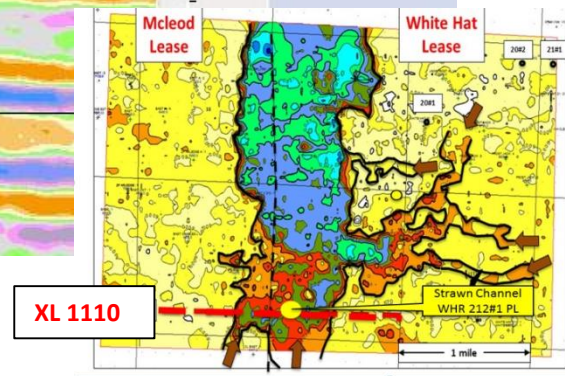 Mcleod
Lease
White Hat
Lease
20#2
21#1
20#1
XL 1110
Strawn Channel
WHR 212#1 PL
1 mile